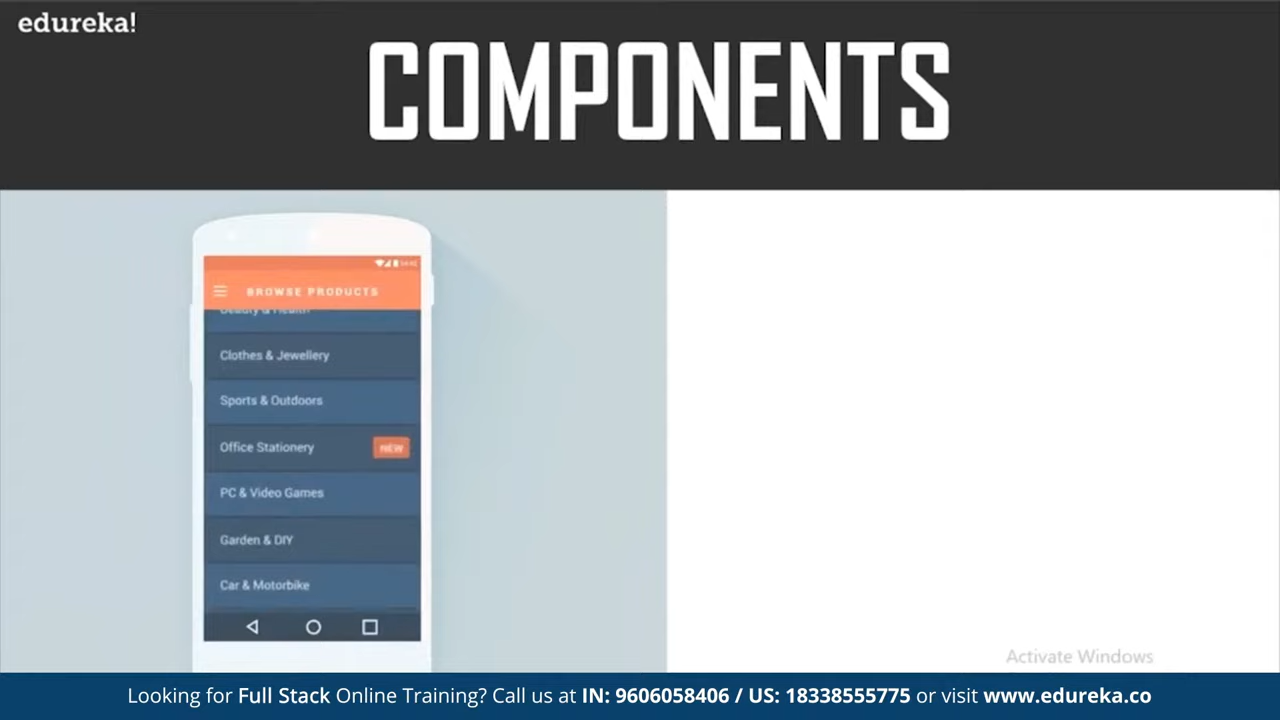 edureka!
COMPONENTS
BROWSE PRODUCTS
Beauty & Health
Clothes & Jewellery
Sports & Outdoors
Office Stationery NEW
PC & Video Games
Garden & DIY
Car & Motorbike
Activate Windows
Looking for Full Stack Online Training? Call us at IN: 9606058406 / US: 18338555775 or visit www.edureka.co